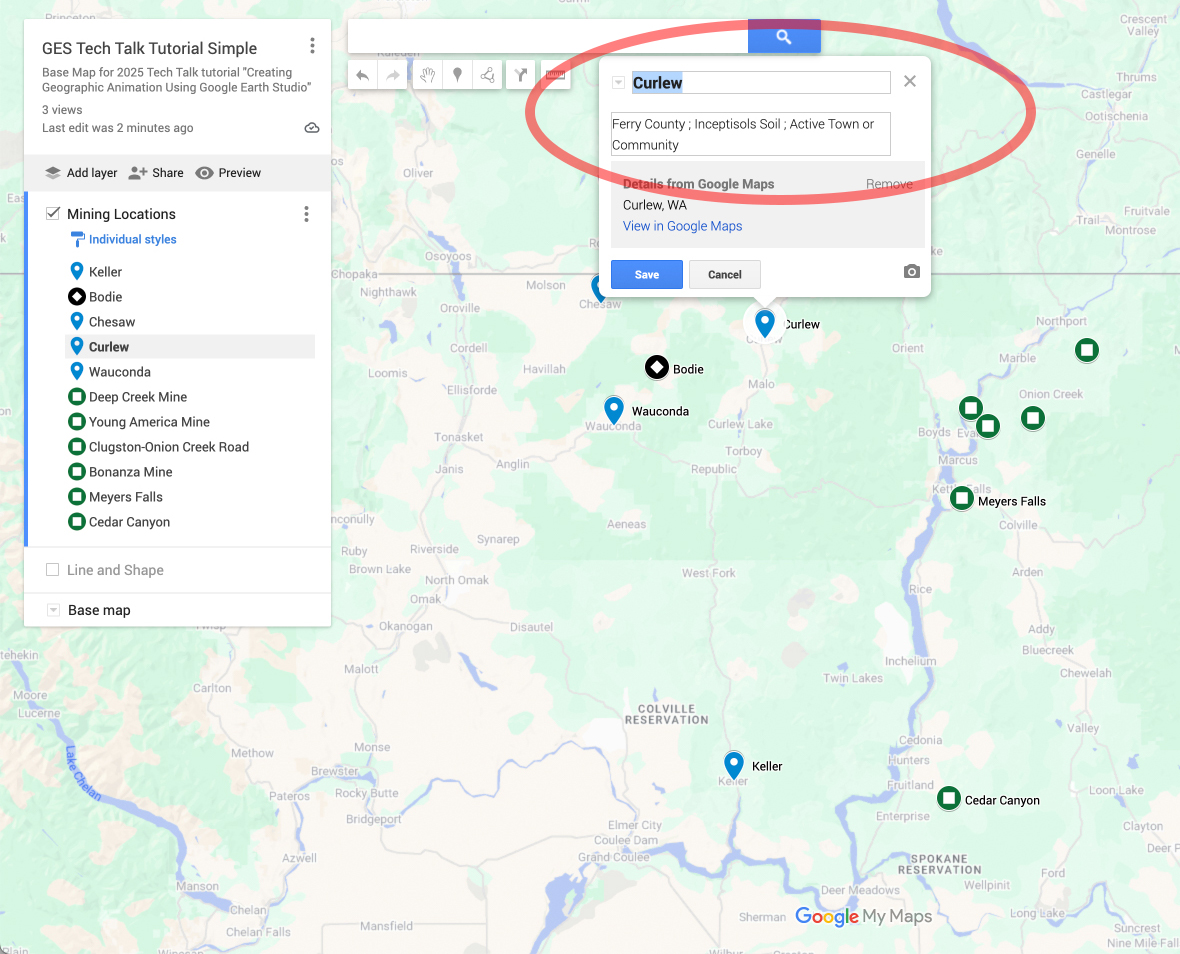 GES Tech Talk Tutorial Simple
Base Map for 2025 Tech Talk tutorial "Creating
Geographic Animation Using Google Earth Studio"
3 views
Last edit was 2 minutes ago
Add layer
Share
Preview
Mining Locations
Individual styles
Keller
Bodie
Chesaw
Curlew
Wauconda
Deep Creek Mine
Young America Mine
Clugston-Onion Creek Road
Bonanza Mine
Meyers Falls
Cedar Canyon
Line and Shape
Base map
Curlew
Ferry County ; Inceptisols Soil ; Active Town or
Community
Details from Google Maps
Remove
Curlew, WA
View in Google Maps
Save
Cancel
Princeton
Crescent
Valley
Thrums
Castlegar
Ootischenia
Genelle
Oliver
Fruitvale
Trail
Montrose
Osoyoos
Chopaka
Nighthawk
Molson
Chesaw
Oroville
Curlew
Northport
Cordell
Orient
Marble
Loomis
Havillah
Bodie
Malo
Ellisforde
Onion Creek
Wauconda
Wauconda
Curlew Lake
Tonasket
Boyds
Torboy
Marcus
Janis
Anglin
Republic
Meyers Falls
Colville
Aeneas
Synarep
Ruby
Riverside
Brown Lake
North Omak
West Fork
Arden
Omak
Rice
Okanogan
Disautel
Addy
Bluecreek
Inchelium
Malott
Chewelah
Twin Lakes
Carlton
Moore
Lucerne
COLVILLE
RESERVATION
Valley
Cedonia
Monse
Methow
Hunters
Lake Chelan
Brewster
Keller
Keller
Fruitland
Rocky Butte
Pateros
Cedar Canyon
Loon Lake
Bridgeport
Enterprise
Elmer City
Coulee Dam
Clayton
Grand Coulee
Azwell
SPOKANE
RESERVATION
Ford
Manson
Wellpinit
Deer Meadows
Chelan
Sherman
Google My Maps
Long Lake
Mansfield
Chelan Falls
Suncrest
Wilbur
Creston
Nine Mile Falls